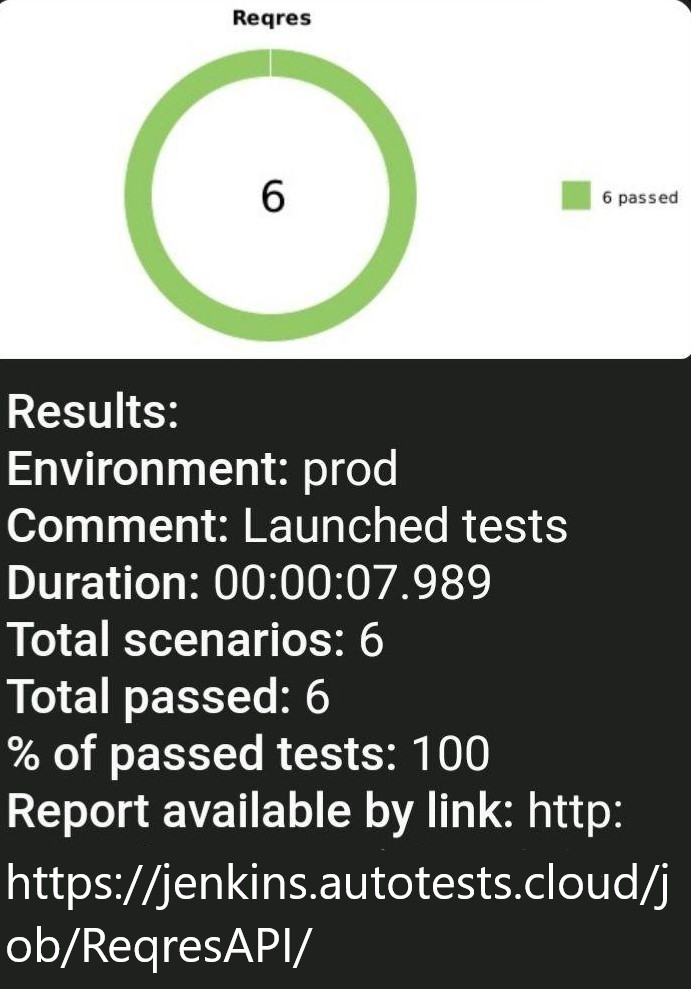 Reqres
6
6 passed
Results:
Environment: prod
Comment: Launched tests
Duration: 00:00:07.989
Total scenarios: 6
Total passed: 6
% of passed tests: 100
Report available by link: http:
https://jenkins.autotests.cloud/j
ob/ReqresAPI/